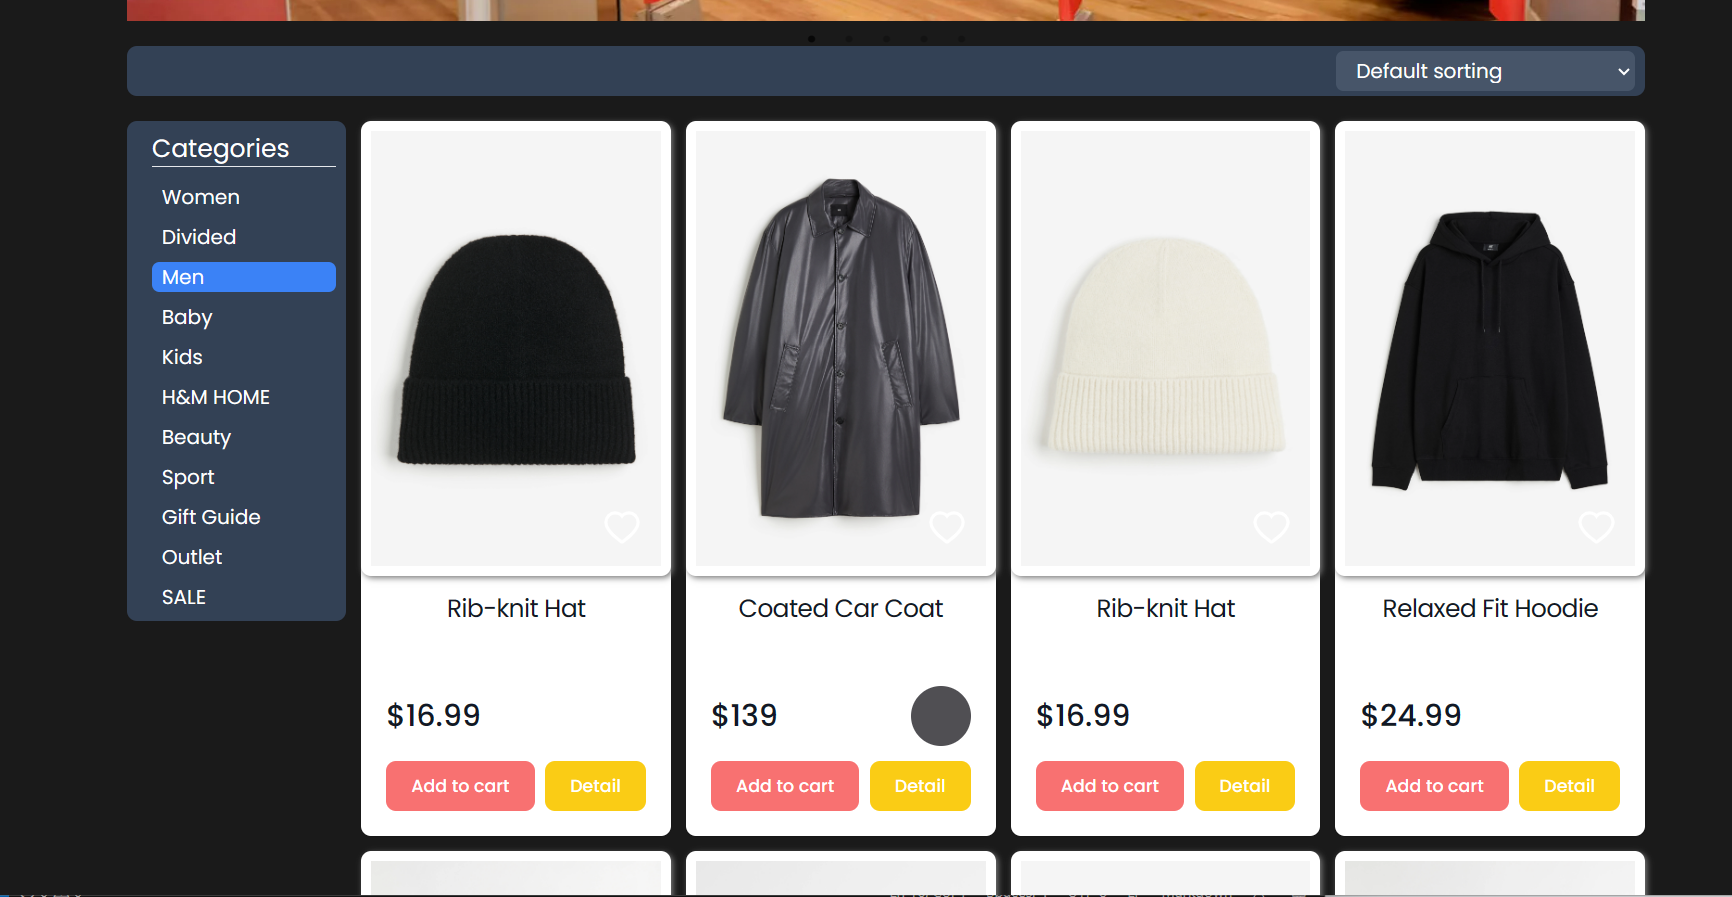 Default sorting
Categories
Women
Divided
Men
Baby
Kids
H&M HOME
Beauty
Sport
Gift Guide
Outlet
SALE
Rib-knit Hat
$16.99
Add to cart
Detail
Coated Car Coat
$139
Add to cart
Detail
Rib-knit Hat
$16.99
Add to cart
Detail
Relaxed Fit Hoodie
$24.99
Add to cart
Detail